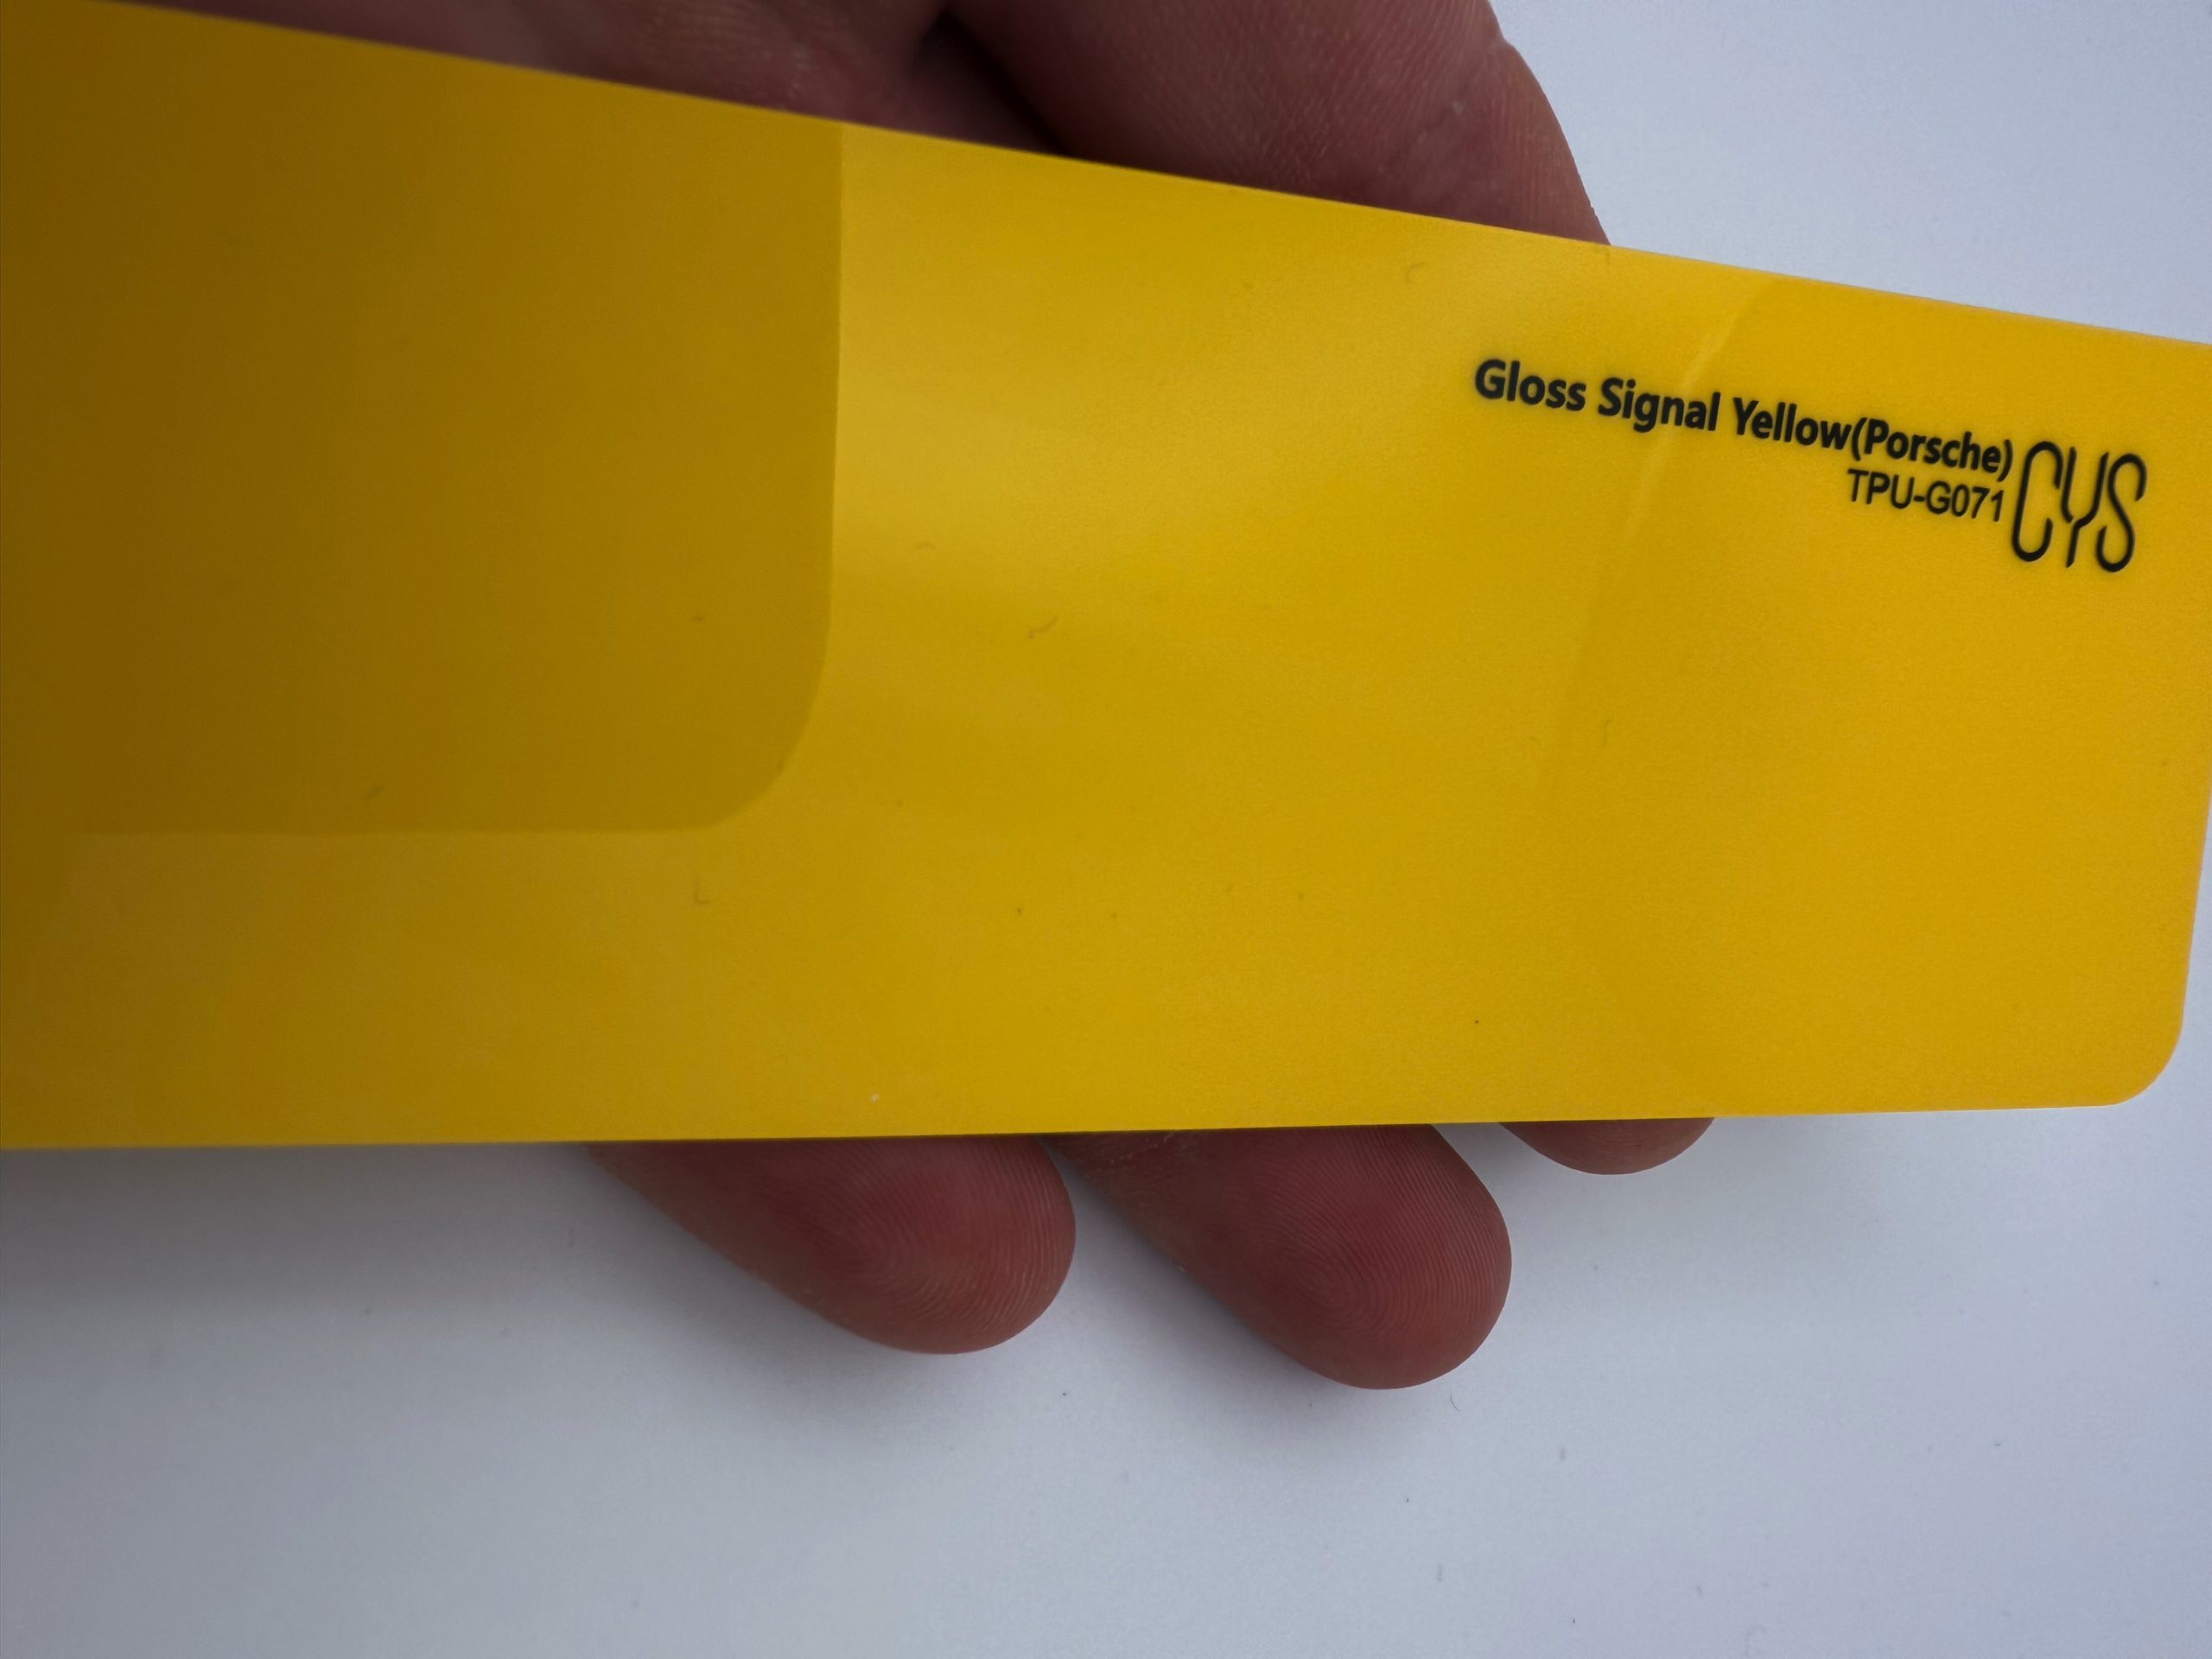 Gloss Signal Yellow(Porsche)
TPU-G071
CYS